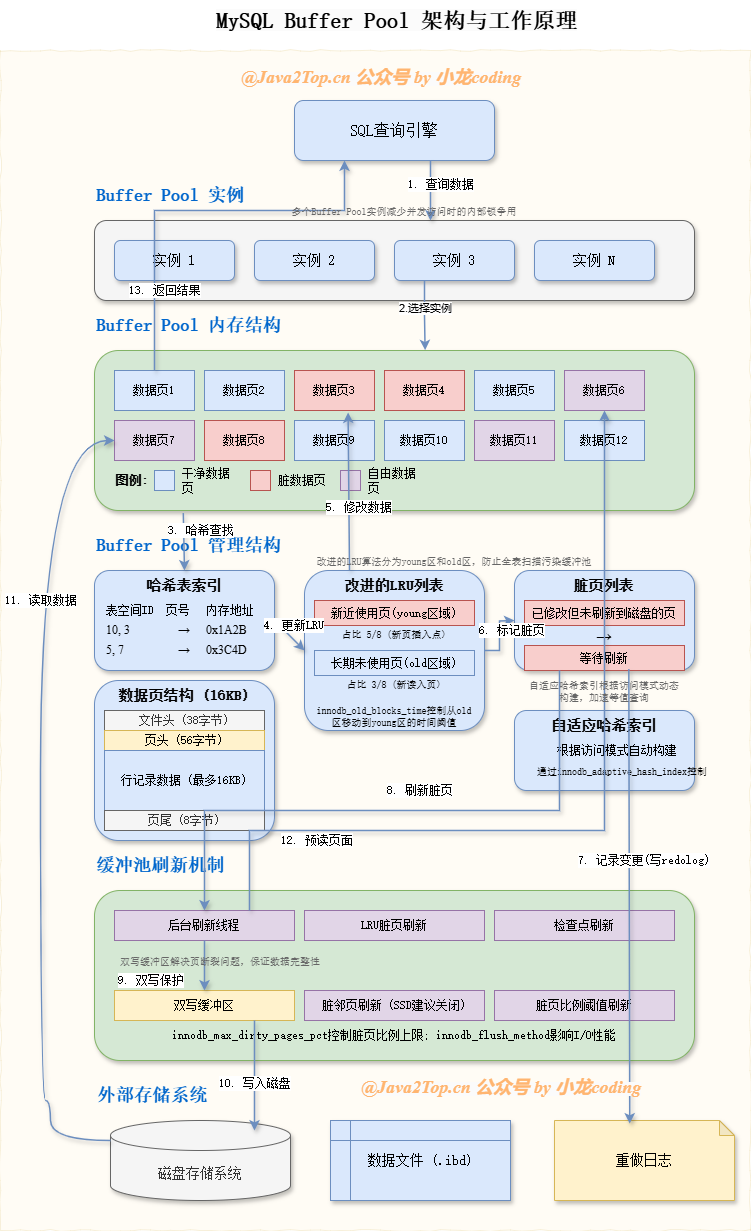 MySQL Buffer Pool 架构与工作原理
@Java2Top.cn 公众号 by 小龙coding
SQL查询引擎
1. 查询数据
Buffer Pool 实例
多个Buffer Pool实例减少并发访问时的内部锁争用
实例 1
实例 2
实例 3
实例 N
13. 返回结果
2.选择实例
Buffer Pool 内存结构
数据页1
数据页2
数据页3
数据页4
数据页5
数据页6
数据页7
数据页8
数据页9
数据页10
数据页11
数据页12
图例:
干净数据
页
脏数据页
自由数据
页
5. 修改数据
3. 哈希查找
Buffer Pool 管理结构
改进的LRU算法分为young区和old区，防止全表扫描污染缓冲池
哈希表索引
表空间ID 页号 内存地址
10, 3 → 0x1A2B
5, 7 → 0x3C4D
4. 更新LRU
改进的LRU列表
新近使用页(young区域)
占比 5/8 (新页插入点)
长期未使用页(old区域)
占比 3/8 (新读入页)
innodb_old_blocks_time控制从old
区移动到young区的时间阈值
6. 标记脏页
脏页列表
已修改但未刷新到磁盘的页
→
等待刷新
自适应哈希索引根据访问模式动态
构建，加速等值查询
自适应哈希索引
根据访问模式自动构建
通过innodb_adaptive_hash_index控制
11. 读取数据
数据页结构 (16KB)
文件头 (38字节)
页头 (56字节)
行记录数据 (最多16KB)
页尾 (8字节)
8. 刷新脏页
12. 预读页面
7. 记录变更(写redolog)
缓冲池刷新机制
后台刷新线程
LRU脏页刷新
检查点刷新
双写缓冲区解决页断裂问题，保证数据完整性
9. 双写保护
双写缓冲区
脏邻页刷新 (SSD建议关闭)
脏页比例阈值刷新
innodb_max_dirty_pages_pct控制脏页比例上限; innodb_flush_method影响I/O性能
10. 写入磁盘
外部存储系统
@Java2Top.cn 公众号 by 小龙coding
磁盘存储系统
数据文件 (.ibd)
重做日志